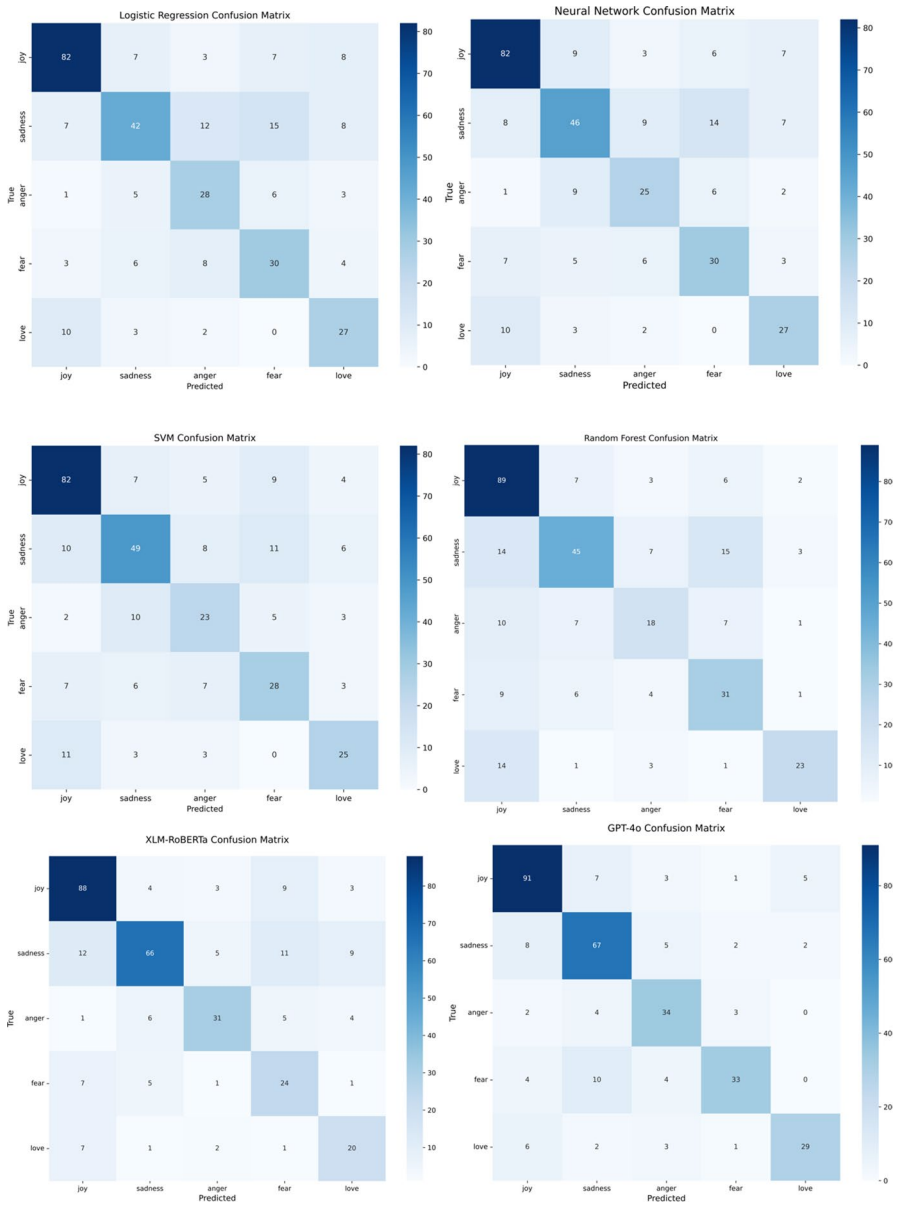 Logistic Regression Confusion Matrix
joy 82 7 3 7 8
sadness 7 42 12 15 8
anger 1 5 28 6 3
fear 3 6 8 30 4
love 10 3 2 0 27
True
joy sadness anger fear love
Predicted
80
70
60
50
40
30
20
10
0
Neural Network Confusion Matrix
joy 82 9 3 6 7
sadness 8 46 9 14 7
anger 1 9 25 6 2
fear 7 5 6 30 3
love 10 3 2 0 27
True
joy sadness anger fear love
Predicted
80
70
60
50
40
30
20
10
0
SVM Confusion Matrix
joy 82 7 5 9 4
sadness 10 49 8 11 6
anger 2 10 23 5 3
fear 7 6 7 28 3
love 11 3 3 0 25
True
joy sadness anger fear love
Predicted
80
70
60
50
40
30
20
10
0
Random Forest Confusion Matrix
joy 89 7 3 6 2
sadness 14 45 7 15 3
anger 10 7 18 7 1
fear 9 6 4 31 1
love 14 1 3 1 23
True
joy sadness anger fear love
Predicted
80
70
60
50
40
30
20
10
XLM-RoBERTa Confusion Matrix
joy 88 4 3 9 3
sadness 12 66 5 11 9
anger 1 6 31 5 4
fear 7 5 1 24 1
love 7 1 2 1 20
True
joy sadness anger fear love
Predicted
80
70
60
50
40
30
20
10
GPT-4o Confusion Matrix
joy 91 7 3 1 5
sadness 8 67 5 2 2
anger 2 4 34 3 0
fear 4 10 4 33 0
love 6 2 3 1 29
True
joy sadness anger fear love
Predicted
80
60
40
20
0